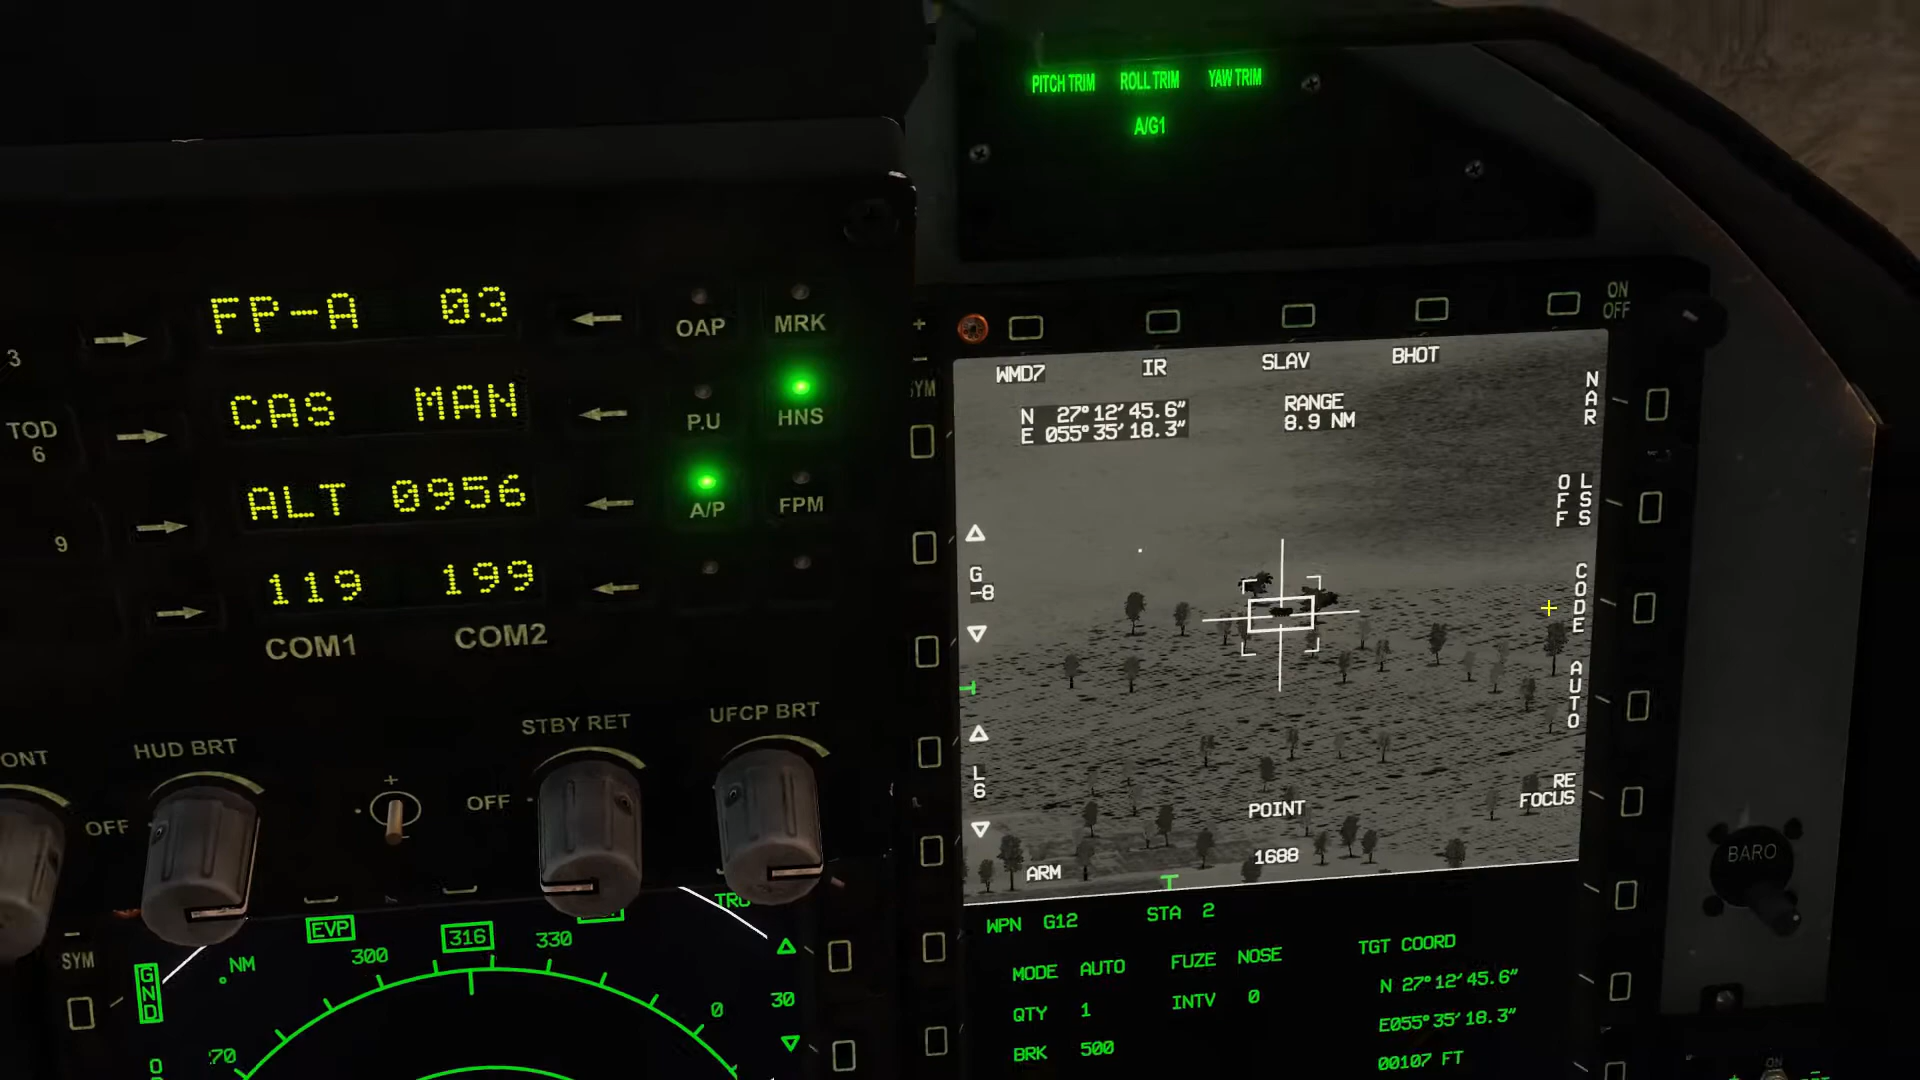 PITCH TRIM ROLL TRIM YAW TRIM
A/G1
FP-A 03
OAP MRK
3
CAS MAN
P.U HNS
TOD
6
ALT 0956
A/P FPM
9
119 199
COM1 COM2
ONT
HUD BRT
STBY RET
UFCP BRT
OFF
+
OFF
SYM
EVP 316
NM 300 330
GND
30
0
+
-
SYM
ON
OFF
WMD7 IR SLAV BHOT
N 27°12'45.6"
E 055°35'18.3"
RANGE
8.9 NM
NAR
LSS
OFF
G
-8
CODE
AUTO
L
6
RE
FOCUS
POINT
1688
ARM
WPN G12 STA 2
MODE AUTO FUZE NOSE
QTY 1 INTV 0
BRK 500
TGT COORD
N 27°12'45.6"
E055°35'18.3"
00107 FT
BARO
ON